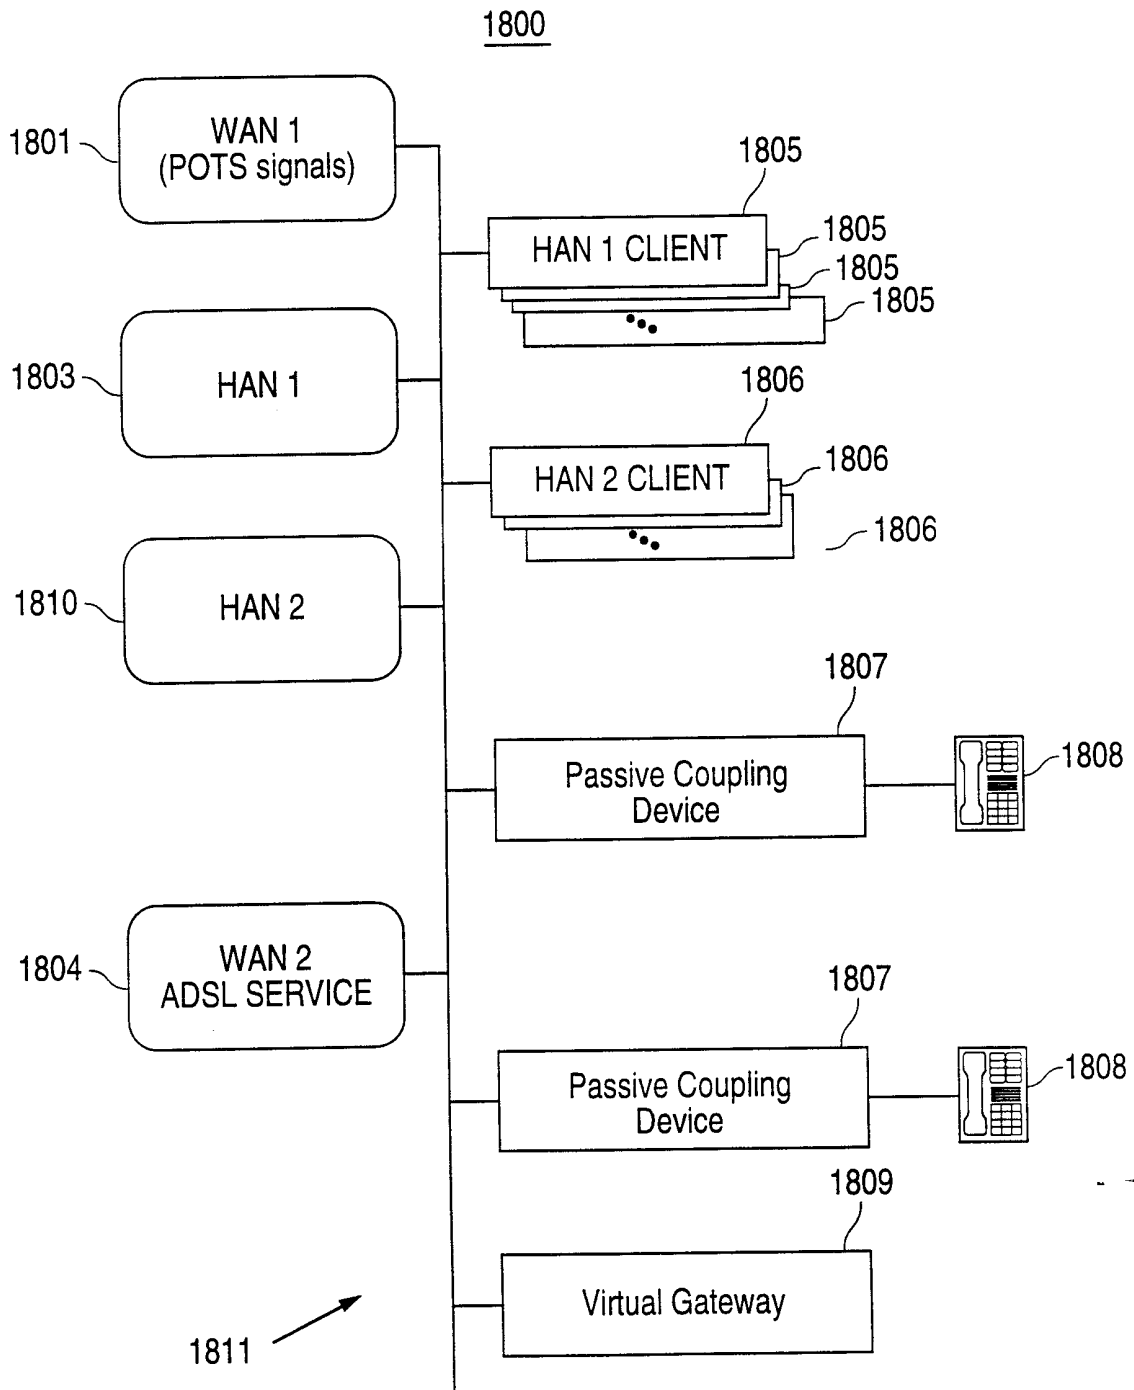 1800
WAN 1
(POTS signals)
1801
1805
HAN 1 CLIENT
1805
1805
1805
HAN 1
1803
1806
HAN 2 CLIENT
1806
1806
HAN 2
1810
1807
Passive Coupling
Device
1808
WAN 2
ADSL SERVICE
1804
1807
Passive Coupling
Device
1808
1809
Virtual Gateway
1811